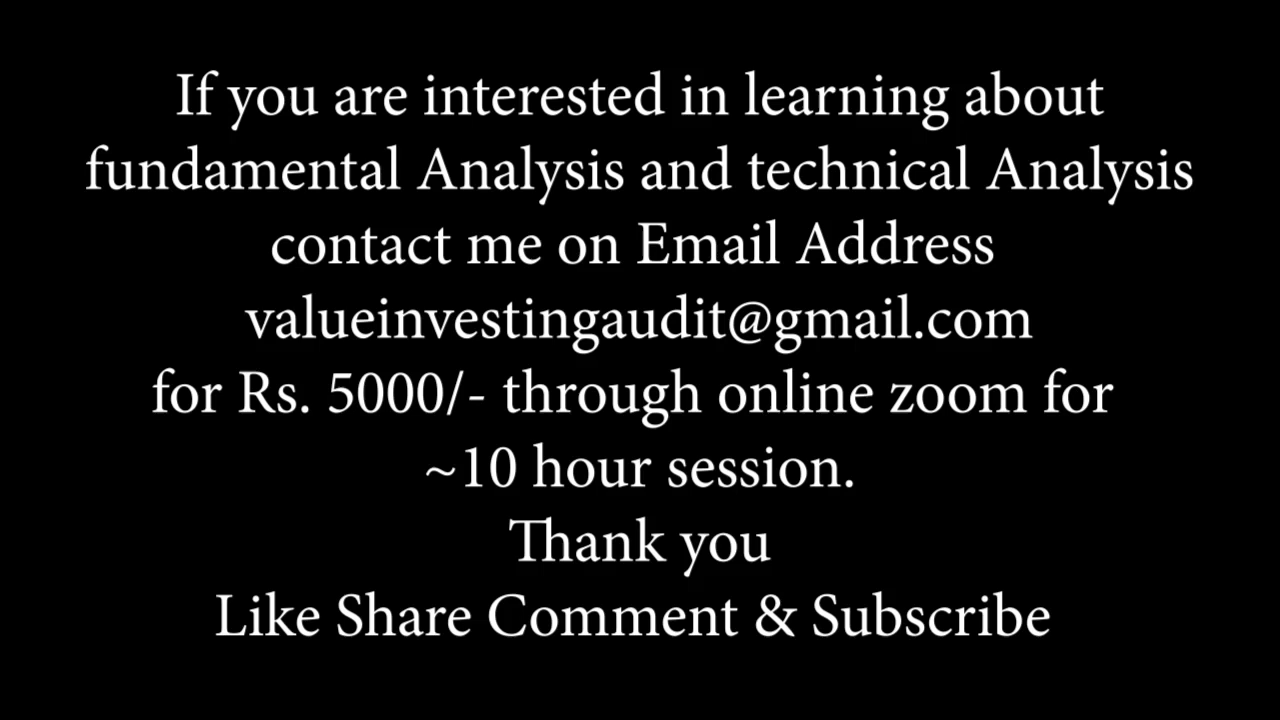 If you are interested in learning about
fundamental Analysis and technical Analysis
contact me on Email Address
valueinvestingaudit@gmail.com
for Rs. 5000/- through online zoom for
~10 hour session.
Thank you
Like Share Comment & Subscribe